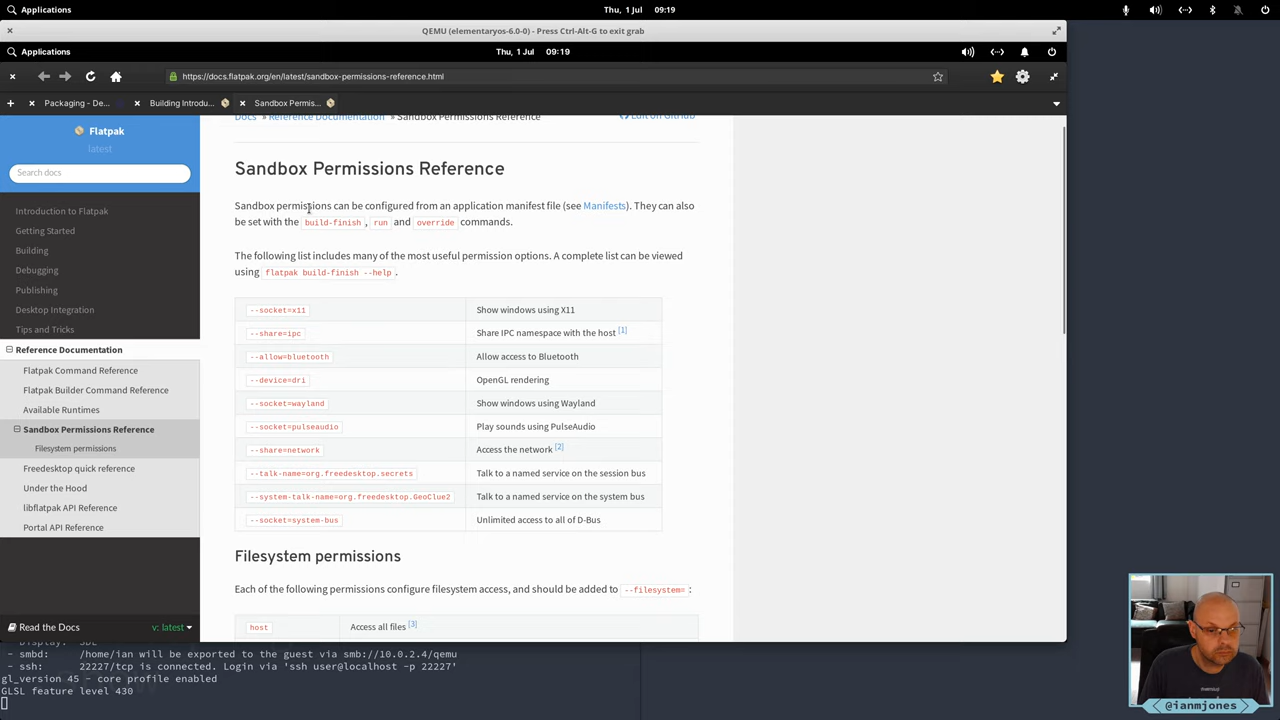 Applications
Thu, 1 Jul 09:19
QEMU (elementaryos-6.0-0) - Press Ctrl-Alt-G to exit grab
Applications
Thu, 1 Jul 09:19
https://docs.flatpak.org/en/latest/sandbox-permissions-reference.html
Packaging - De...
Building Introdu...
Sandbox Permis...
Flatpak
latest
Search docs
Introduction to Flatpak
Getting Started
Building
Debugging
Publishing
Desktop Integration
Tips and Tricks
Reference Documentation
Flatpak Command Reference
Flatpak Builder Command Reference
Available Runtimes
Sandbox Permissions Reference
Filesystem permissions
Freedesktop quick reference
Under the Hood
libflatpak API Reference
Portal API Reference
Read the Docs
v: latest
Docs » Reference Documentation » Sandbox Permissions Reference
Edit on GitHub
Sandbox Permissions Reference
Sandbox permissions can be configured from an application manifest file (see Manifests). They can also
be set with the build-finish, run and override commands.
The following list includes many of the most useful permission options. A complete list can be viewed
using flatpak build-finish --help.
--socket=x11 Show windows using X11
--share=ipc Share IPC namespace with the host [1]
--allow=bluetooth Allow access to Bluetooth
--device=dri OpenGL rendering
--socket=wayland Show windows using Wayland
--socket=pulseaudio Play sounds using PulseAudio
--share=network Access the network [2]
--talk-name=org.freedesktop.secrets Talk to a named service on the session bus
--system-talk-name=org.freedesktop.GeoClue2 Talk to a named service on the system bus
--socket=system-bus Unlimited access to all of D-Bus
Filesystem permissions
Each of the following permissions configure filesystem access, and should be added to --filesystem=:
host Access all files [3]
- Display: SDL
- smbd: /home/ian will be exported to the guest via smb://10.0.2.4/qemu
- ssh: 22227/tcp is connected. Login via 'ssh user@localhost -p 22227'
gl_version 45 - core profile enabled
GLSL feature level 430
@ianmjones